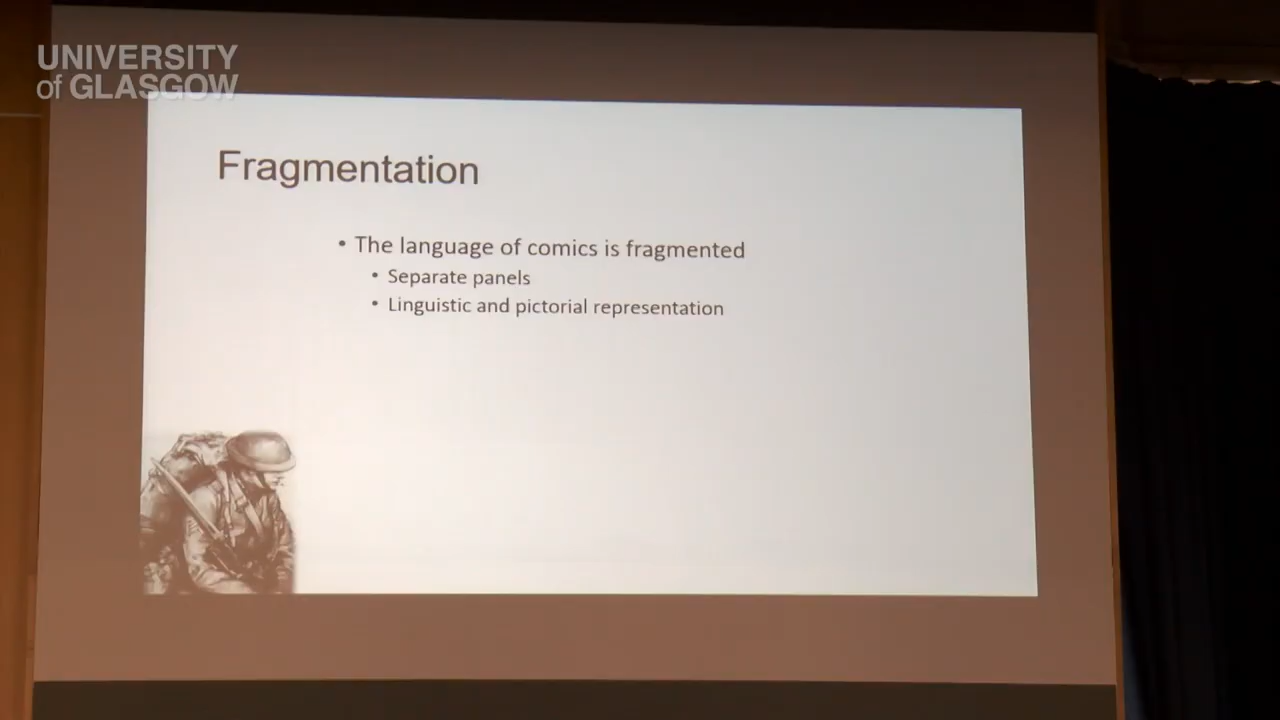 UNIVERSITY
of GLASGOW
Fragmentation
• The language of comics is fragmented
• Separate panels
• Linguistic and pictorial representation